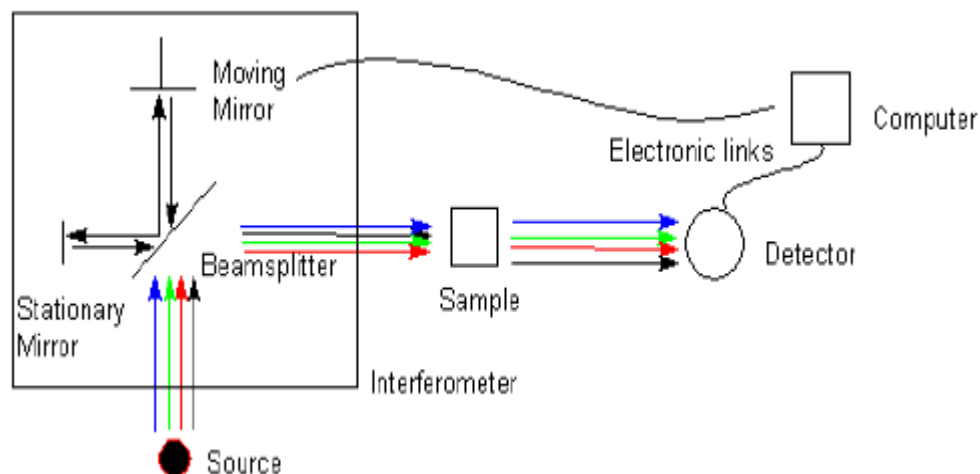 Moving
Mirror
Computer
Electronic links
Beamsplitter
Detector
Sample
Stationary
Mirror
Interferometer
Source